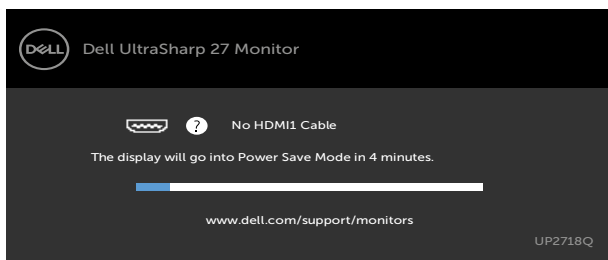 DELL
Dell UltraSharp 27 Monitor
? No HDMI1 Cable
The display will go into Power Save Mode in 4 minutes.
www.dell.com/support/monitors
UP2718Q